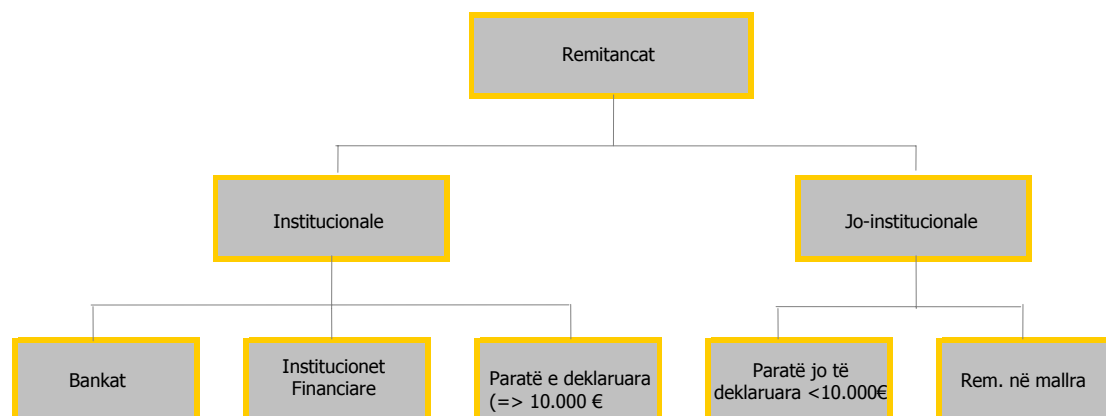 Remitancat
Institucionale
Jo-institucionale
Bankat
Institucionet
Financiare
Paratë e deklaruara
(=> 10.000 €
Paratë jo të
deklaruara <10.000€
Rem. në mallra